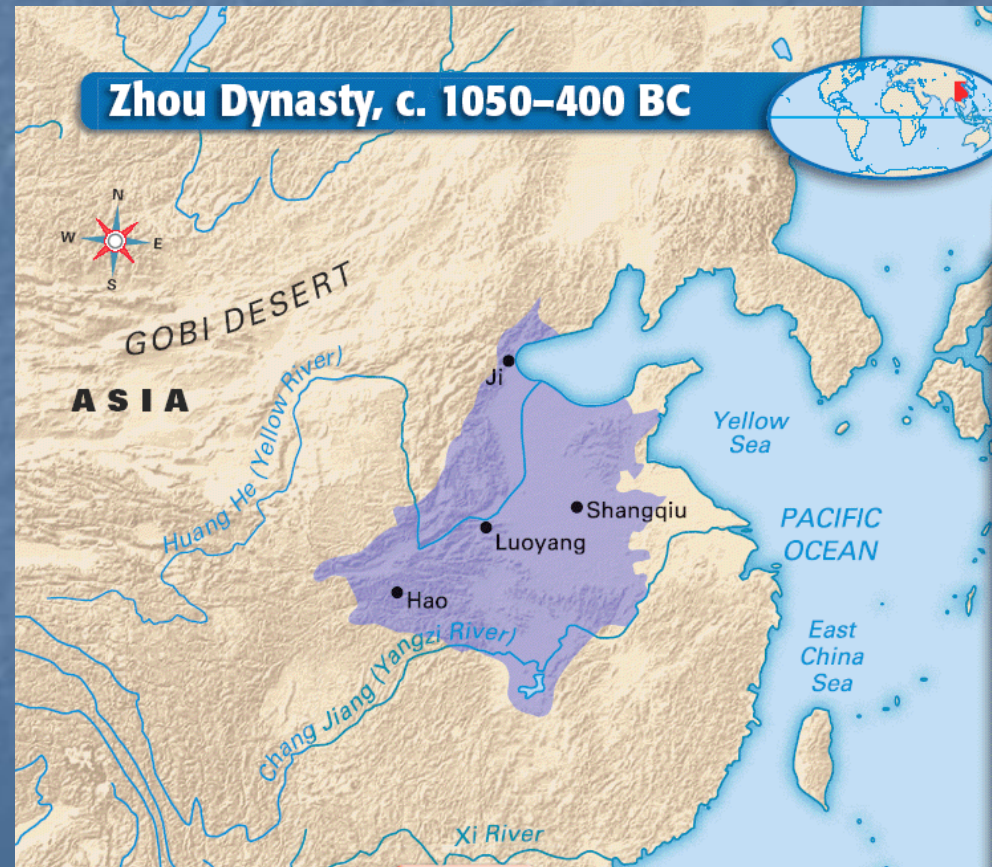 Zhou Dynasty, c. 1050–400 BC
N
W
E
S
GOBI DESERT
ASIA
Huang He (Yellow River)
Ji
Yellow
Sea
Shangqiu
Luoyang
PACIFIC
OCEAN
Hao
Chang Jiang (Yangzi River)
East
China
Sea
Xi River